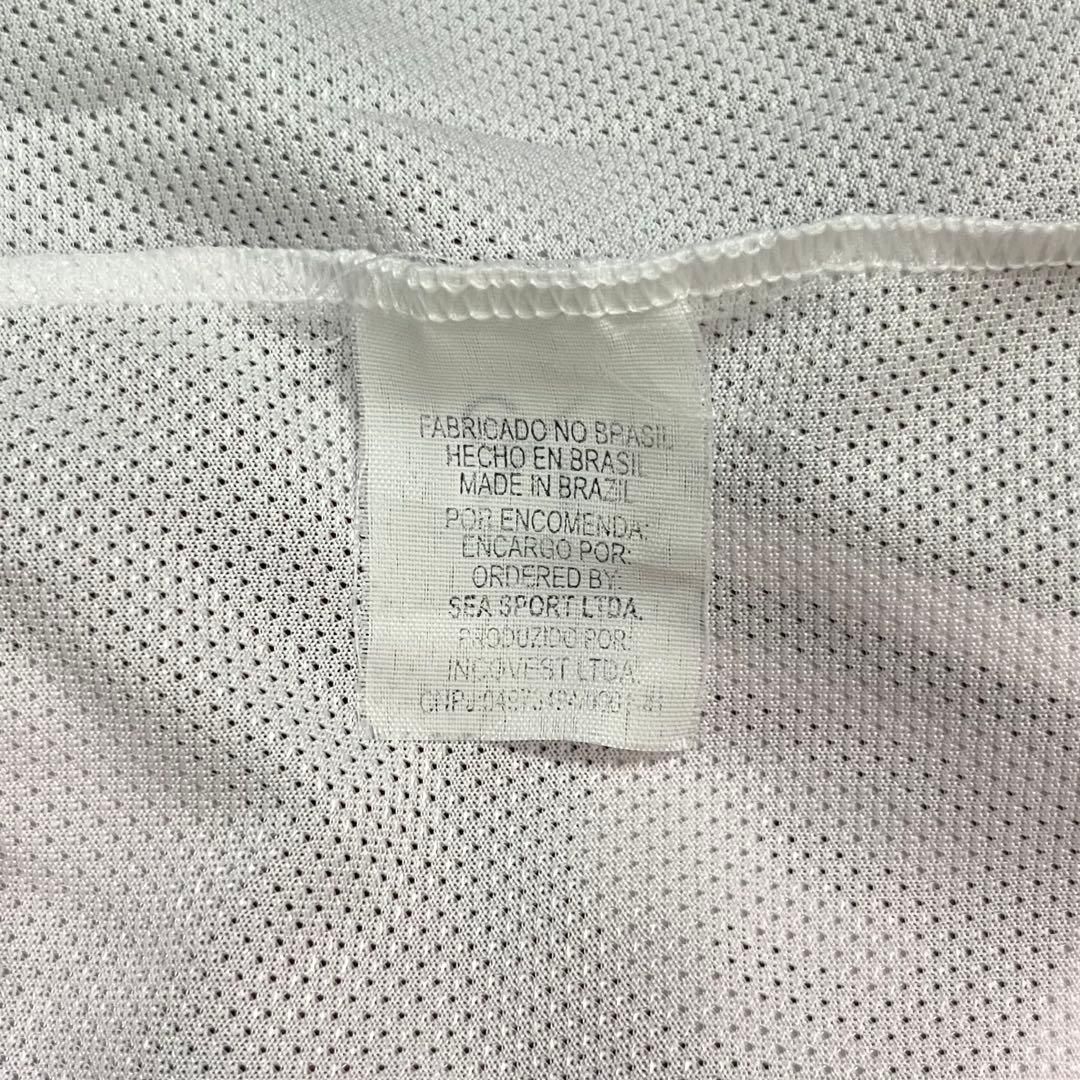 FABRICADO NO BRASIL
HECHO EN BRASIL
MADE IN BRAZIL
POR ENCOMENDA:
ENCARGO POR:
ORDERED BY:
SEA SPORT LTDA.
PRODUZIDO POR:
INCOVEST LTDA.
CNPJ: